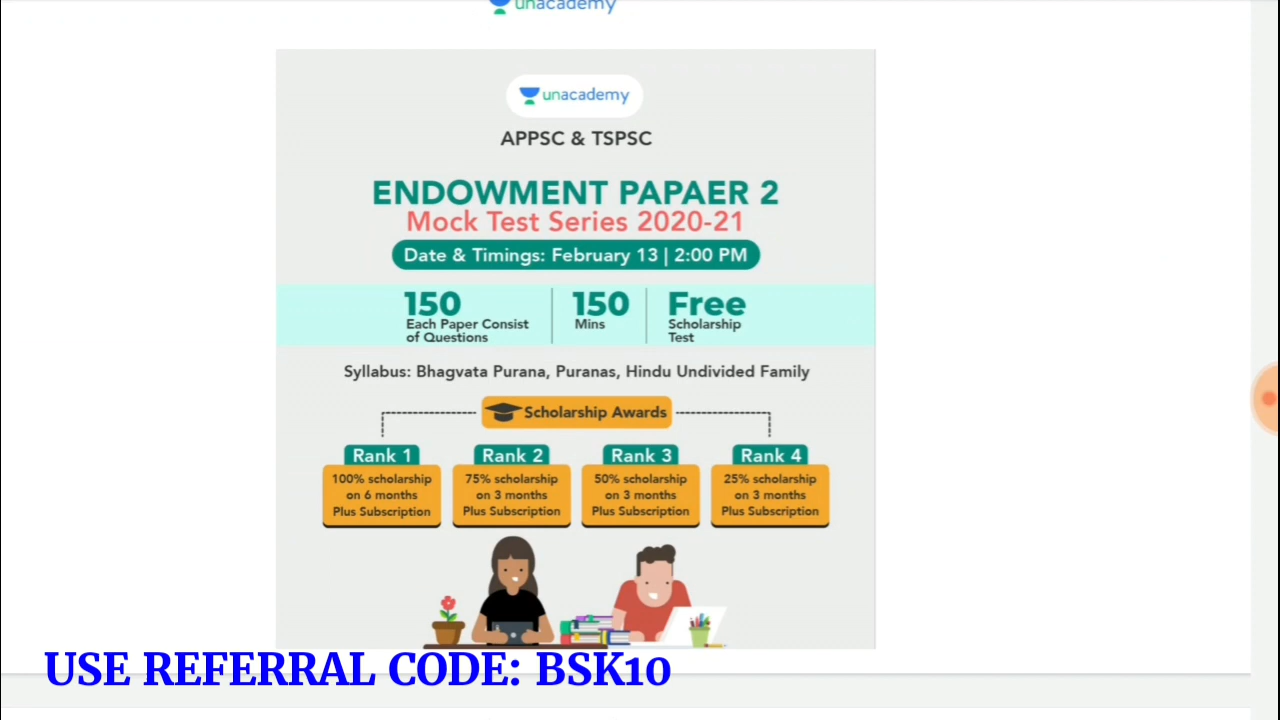 unacademy
unacademy
APPSC & TSPSC
ENDOWMENT PAPAER 2
Mock Test Series 2020-21
Date & Timings: February 13 | 2:00 PM
150
Each Paper Consist
of Questions
150
Mins
Free
Scholarship
Test
Syllabus: Bhagvata Purana, Puranas, Hindu Undivided Family
Scholarship Awards
Rank 1
100% scholarship
on 6 months
Plus Subscription
Rank 2
75% scholarship
on 3 months
Plus Subscription
Rank 3
50% scholarship
on 3 months
Plus Subscription
Rank 4
25% scholarship
on 3 months
Plus Subscription
USE REFERRAL CODE: BSK10